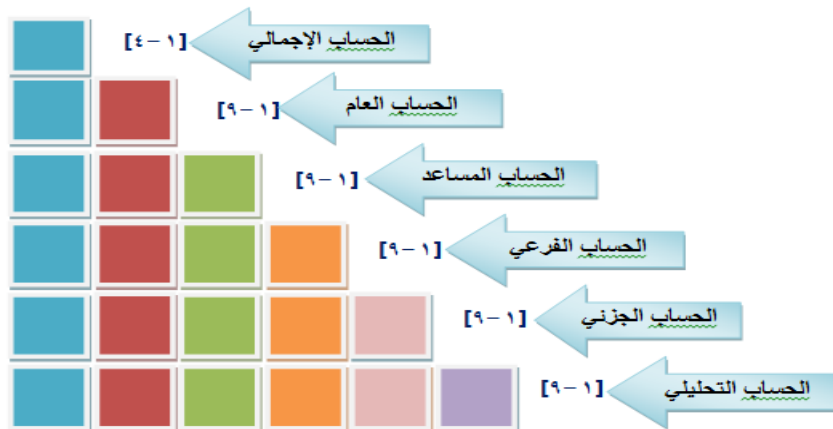 الحساب الإجمالي [١ – ٤]
الحساب العام [١ – ٩]
الحساب المساعد [١ – ٩]
الحساب الفرعي [١ – ٩]
الحساب الجزئي [١ – ٩]
الحساب التحليلي [١ – ٩]